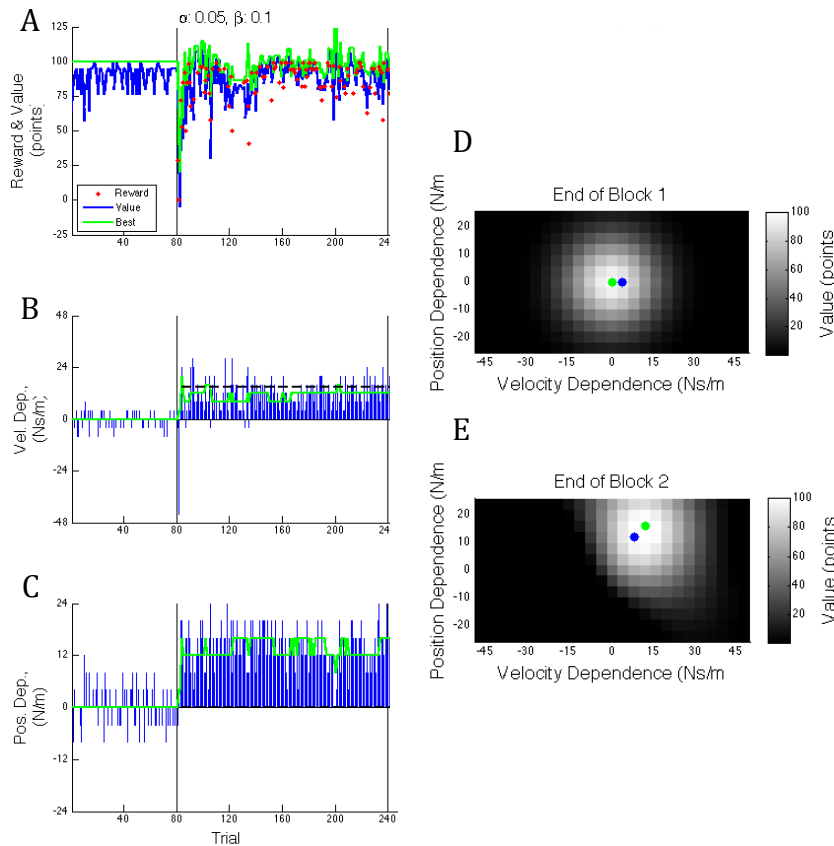 A
α: 0.05, β: 0.1
Reward & Value
(points)
125
100
75
50
25
0
25
Reward
Value
Best
40
80
120
160
200
24
B
Vel. Dep.,
(Ns/m)
48
24
0
-24
-48
40
80
120
160
200
240
C
Pos. Dep.,
(N/m)
24
12
0
-12
-24
40
80
120
160
200
240
Trial
D
End of Block 1
Position Dependence (N/m
20
10
0
-10
-20
-45
-30
-15
0
15
30
45
Velocity Dependence (Ns/m
100
80
60
40
20
Value (points
E
End of Block 2
Position Dependence (N/m
20
10
0
-10
-20
-45
-30
-15
0
15
30
45
Velocity Dependence (Ns/m
100
80
60
40
20
Value (points